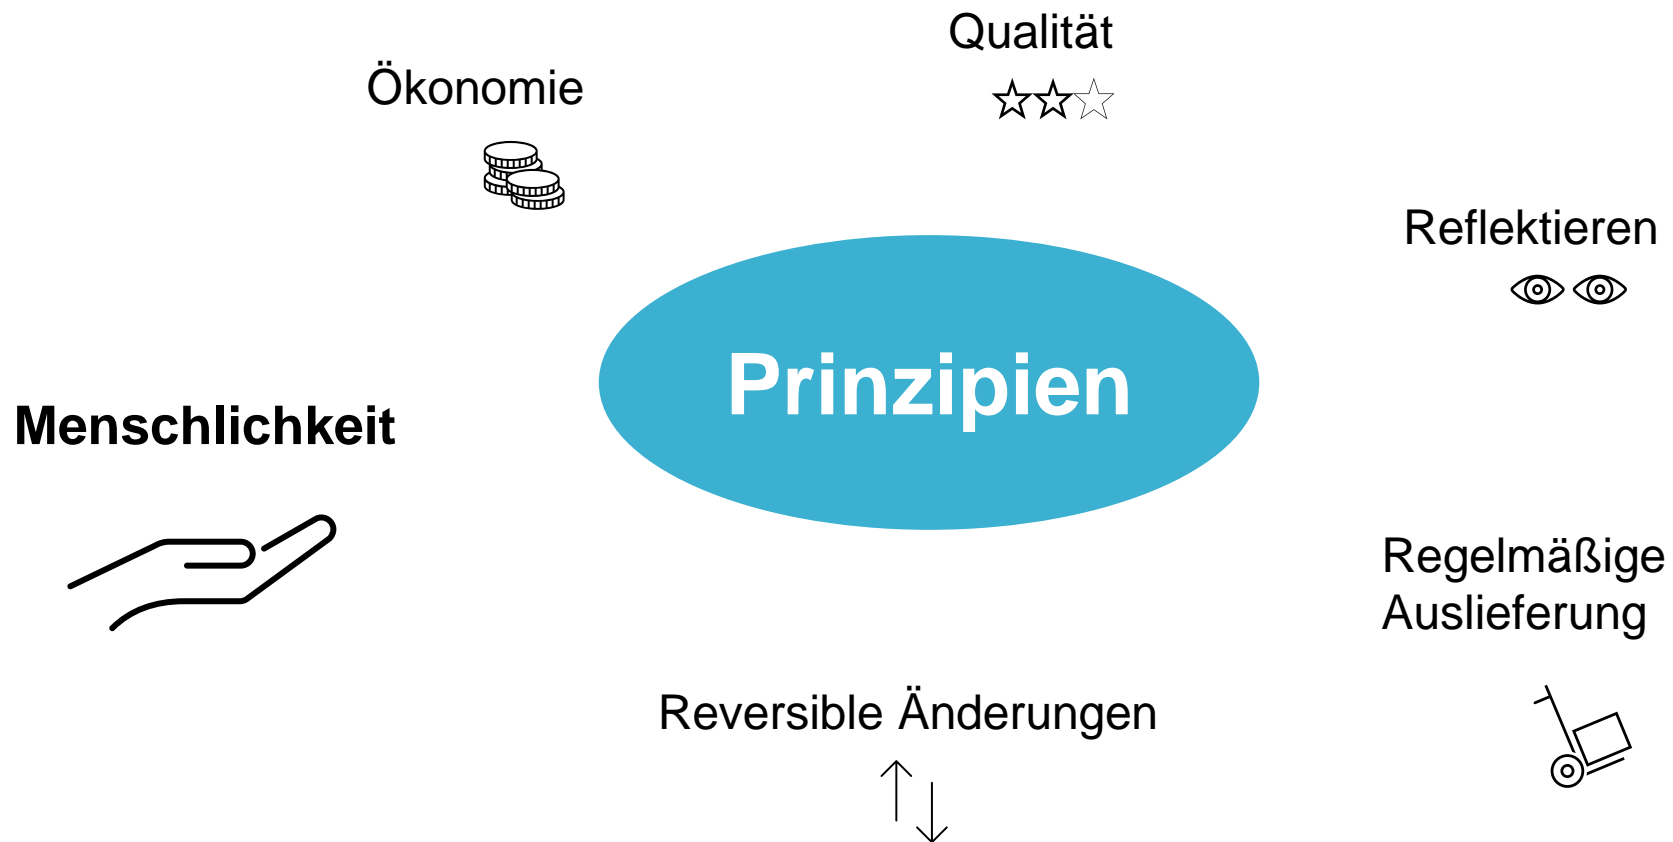 Qualität
Ökonomie
Reflektieren
Prinzipien
Menschlichkeit
Regelmäßige
Auslieferung
Reversible Änderungen